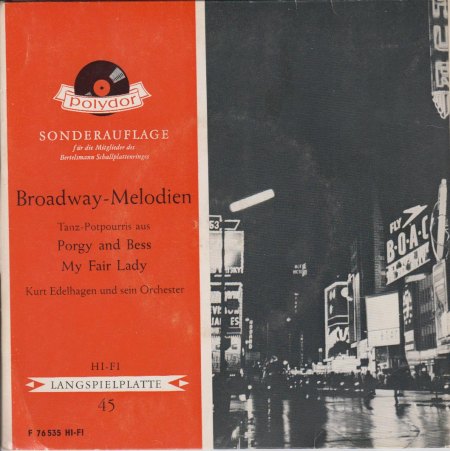 Polydor
SONDERAUFLAGE
für die Mitglieder des
Bertelsmann Schallplattenringes
Broadway-Melodien
Tanz-Potpourris aus
Porgy and Bess
My Fair Lady
Kurt Edelhagen und sein Orchester
HI-FI
LANGSPIELPLATTE
45
F 76535 HI-FI
53
FLY
B·O·A·C